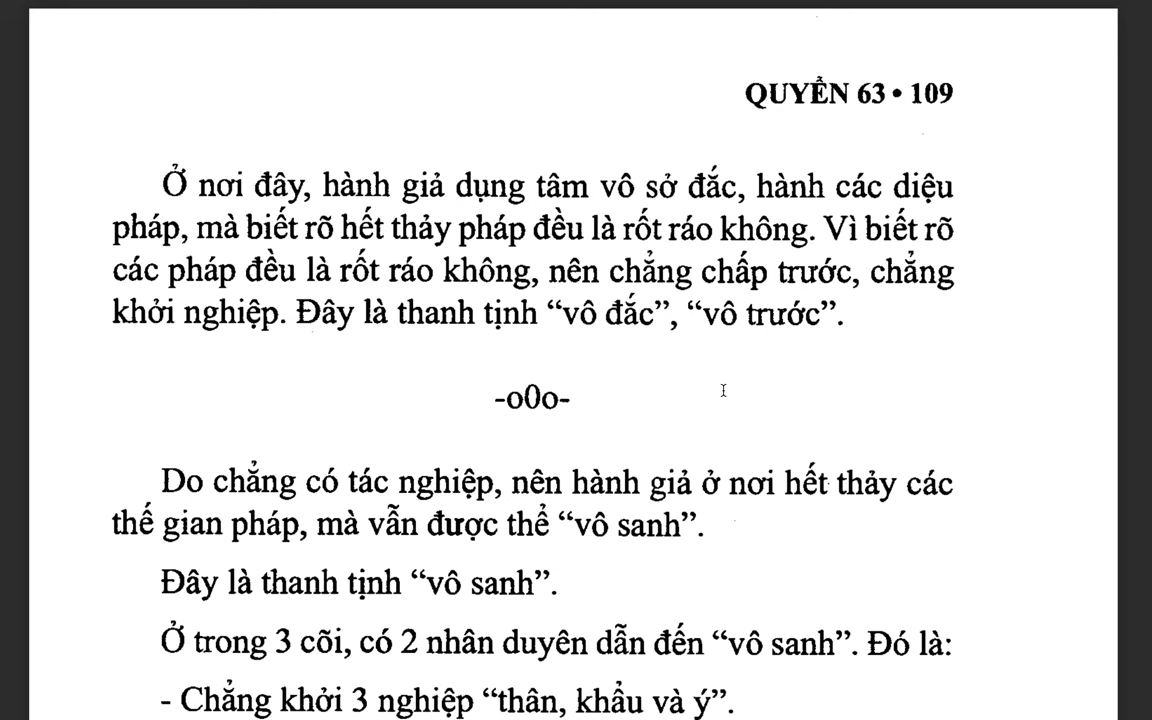 QUYỂN 63 • 109
Ở nơi đây, hành giả dụng tâm vô sở đắc, hành các diệu
pháp, mà biết rõ hết thảy pháp đều là rốt ráo không. Vì biết rõ
các pháp đều là rốt ráo không, nên chẳng chấp trước, chẳng
khởi nghiệp. Đây là thanh tịnh “vô đắc”, “vô trước”.
-o0o-
Do chẳng có tác nghiệp, nên hành giả ở nơi hết thảy các
thế gian pháp, mà vẫn được thể “vô sanh”.
Đây là thanh tịnh “vô sanh”.
Ở trong 3 cõi, có 2 nhân duyên dẫn đến “vô sanh”. Đó là:
- Chẳng khởi 3 nghiệp “thân, khẩu và ý”.